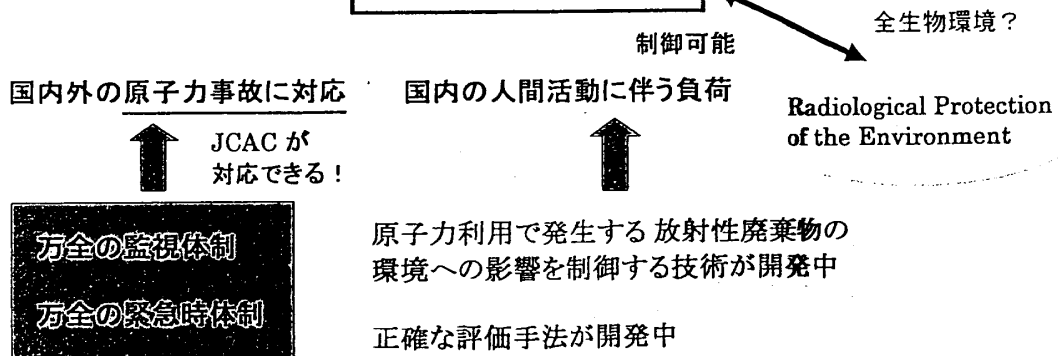 全生物環境？
制御可能
国内外の原子力事故に対応
国内の人間活動に伴う負荷
Radiological Protection
of the Environment
JCAC が
対応できる！
万全の監視体制
万全の緊急時体制
原子力利用で発生する放射性廃棄物の
環境への影響を制御する技術が開発中
正確な評価手法が開発中